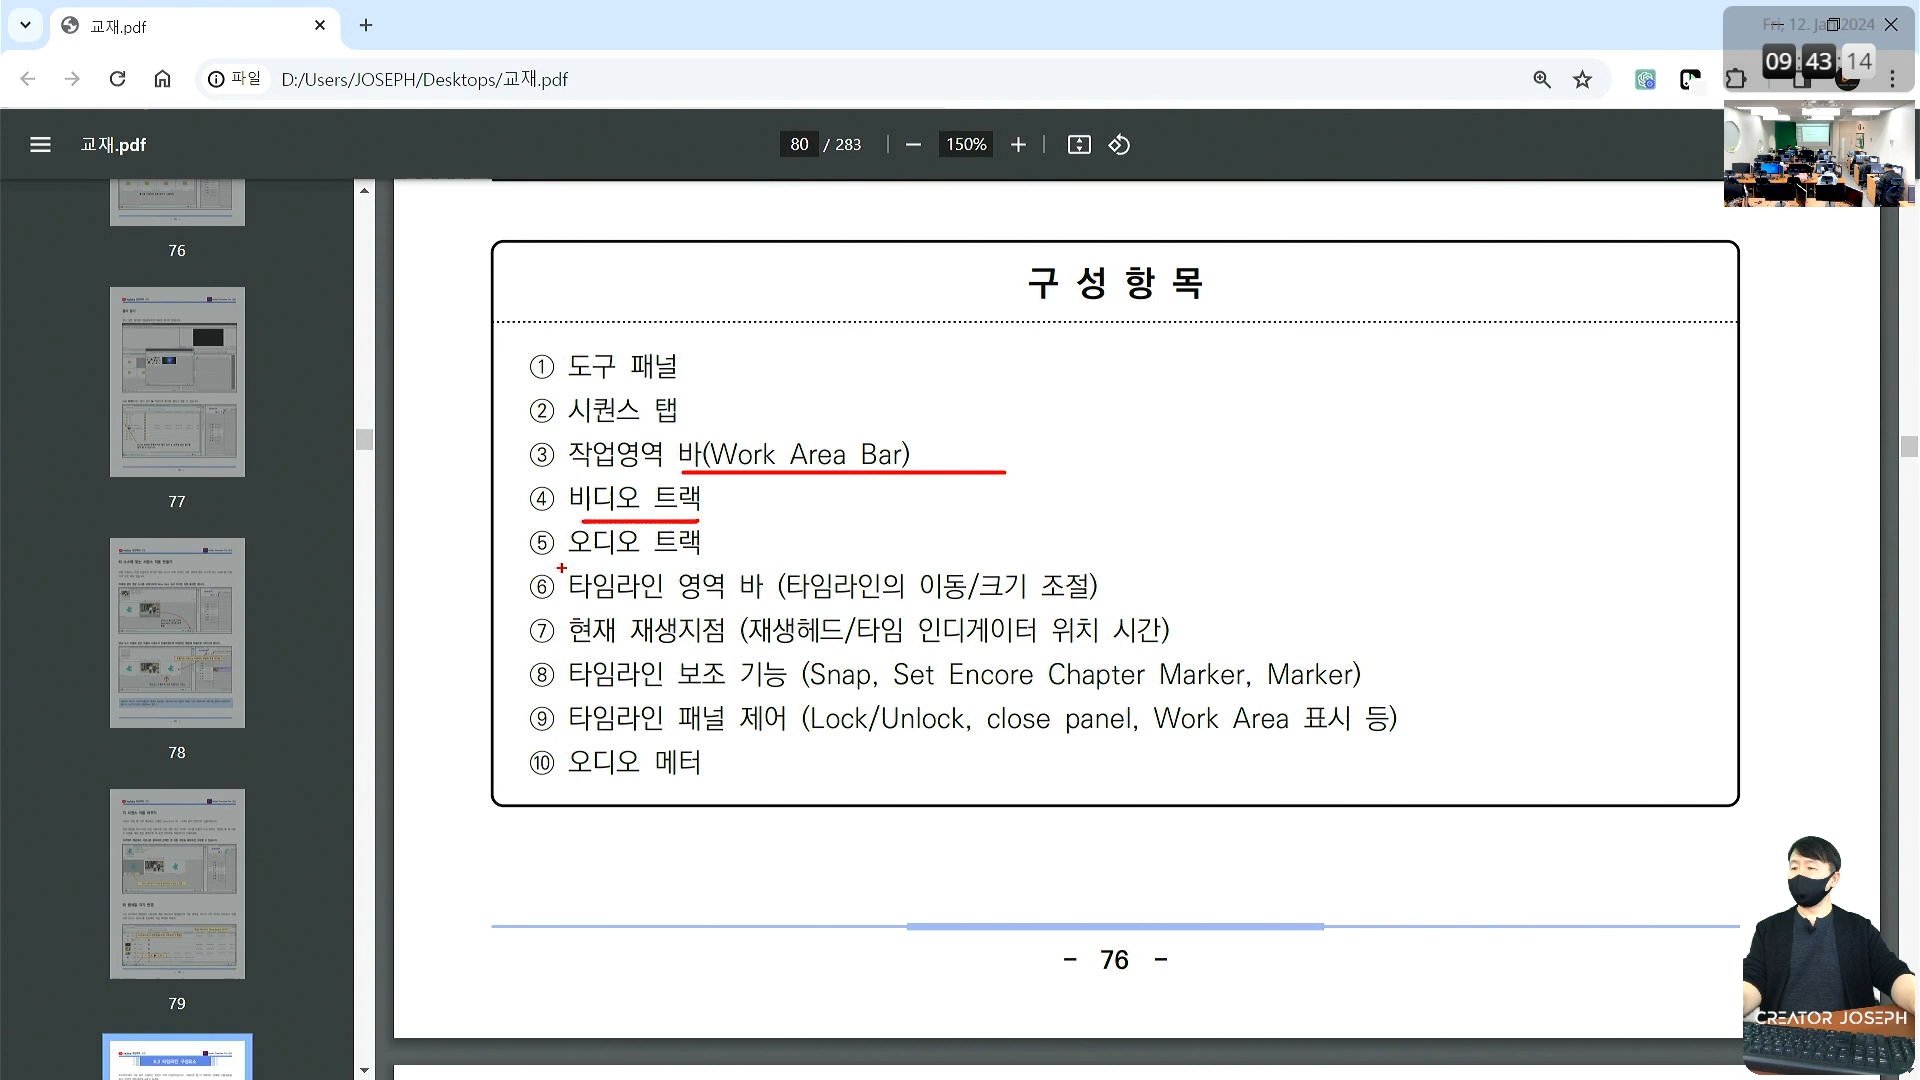 교재.pdf
Fri, 12. Jan 2024
09 43 14
파일
D:/Users/JOSEPH/Desktops/교재.pdf
교재.pdf
80 / 283
150%
76
77
78
79
구 성 항 목
① 도구 패널
② 시퀀스 탭
③ 작업영역 바(Work Area Bar)
④ 비디오 트랙
⑤ 오디오 트랙
⑥ 타임라인 영역 바 (타임라인의 이동/크기 조절)
⑦ 현재 재생지점 (재생헤드/타임 인디게이터 위치 시간)
⑧ 타임라인 보조 기능 (Snap, Set Encore Chapter Marker, Marker)
⑨ 타임라인 패널 제어 (Lock/Unlock, close panel, Work Area 표시 등)
⑩ 오디오 메터
- 76 -
CREATOR JOSEPH